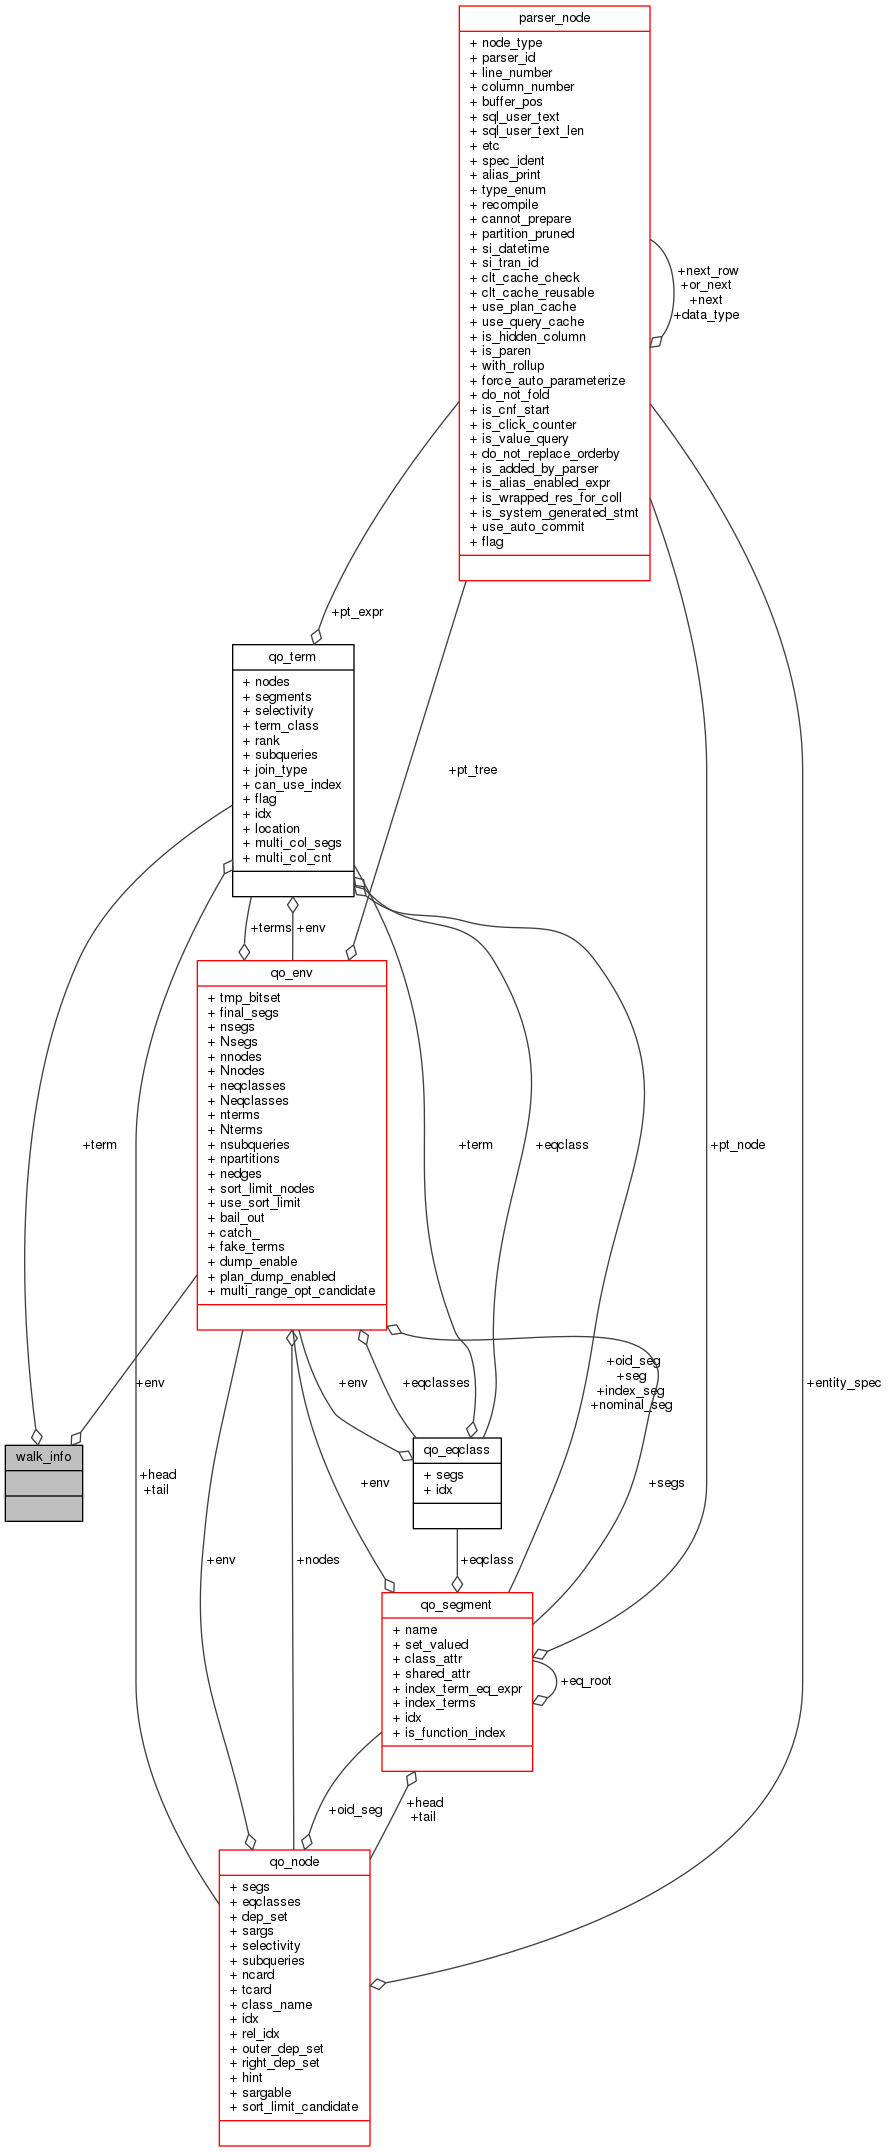 parser_node
+ node_type
+ parser_id
+ line_number
+ column_number
+ buffer_pos
+ sql_user_text
+ sql_user_text_len
+ etc
+ spec_ident
+ alias_print
+ type_enum
+ recompile
+ cannot_prepare
+ partition_pruned
+ si_datetime
+ si_tran_id
+ clt_cache_check
+ clt_cache_reusable
+ use_plan_cache
+ use_query_cache
+ is_hidden_column
+ is_paren
+ with_rollup
+ force_auto_parameterize
+ do_not_fold
+ is_cnf_start
+ is_click_counter
+ is_value_query
+ do_not_replace_orderby
+ is_added_by_parser
+ is_alias_enabled_expr
+ is_wrapped_res_for_coll
+ is_system_generated_stmt
+ use_auto_commit
+ flag
+next_row
+or_next
+next
+data_type
+pt_expr
qo_term
+ nodes
+ segments
+ selectivity
+ term_class
+ rank
+ subqueries
+ join_type
+ can_use_index
+ flag
+ idx
+ location
+ multi_col_segs
+ multi_col_cnt
+pt_tree
+terms
+env
qo_env
+ tmp_bitset
+ final_segs
+ nsegs
+ Nsegs
+ nnodes
+ Nnodes
+ neqclasses
+ Neqclasses
+ nterms
+ Nterms
+ nsubqueries
+ npartitions
+ nedges
+ sort_limit_nodes
+ use_sort_limit
+ bail_out
+ catch_
+ fake_terms
+ dump_enable
+ plan_dump_enabled
+ multi_range_opt_candidate
+term
+term
+eqclass
+pt_node
+env
+env
+eqclasses
+oid_seg
+seg
+index_seg
+nominal_seg
+entity_spec
walk_info
qo_eqclass
+ segs
+ idx
+head
+tail
+env
+segs
+env
+nodes
+eqclass
qo_segment
+ name
+ set_valued
+ class_attr
+ shared_attr
+ index_term_eq_expr
+ index_terms
+ idx
+ is_function_index
+eq_root
+oid_seg
+head
+tail
qo_node
+ segs
+ eqclasses
+ dep_set
+ sargs
+ selectivity
+ subqueries
+ ncard
+ tcard
+ class_name
+ idx
+ rel_idx
+ outer_dep_set
+ right_dep_set
+ hint
+ sargable
+ sort_limit_candidate